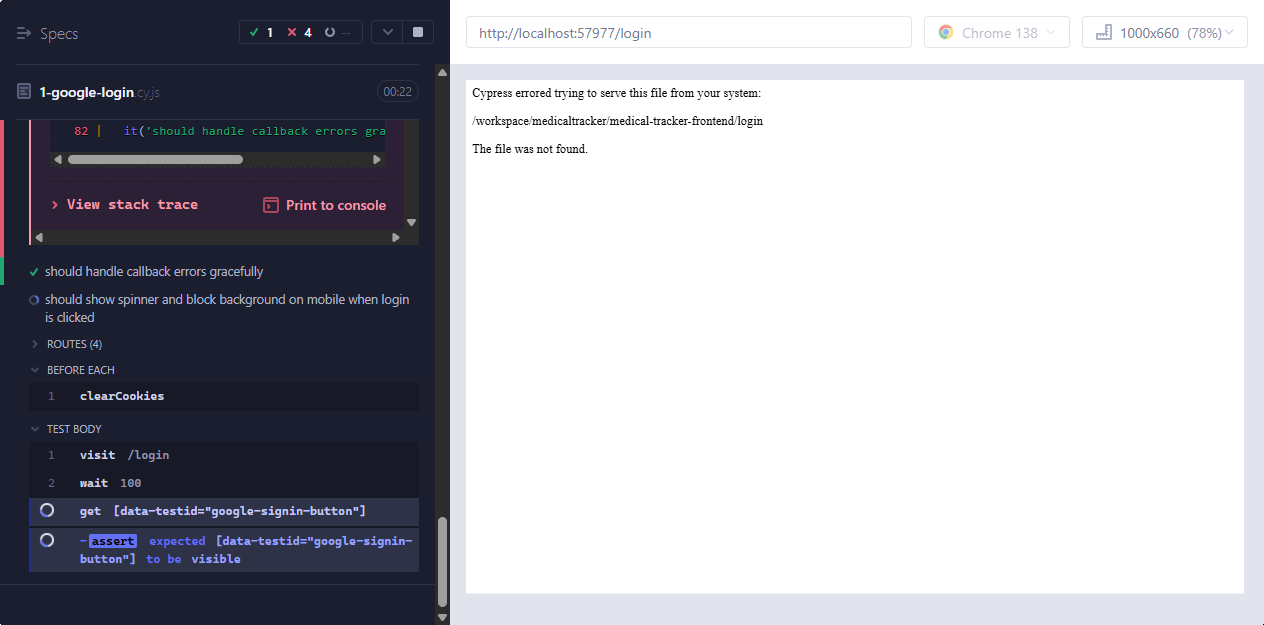 Specs
1
4
--
1-google-login.cy.js
00:22
82 | it('should handle callback errors gra
> View stack trace
Print to console
should handle callback errors gracefully
should show spinner and block background on mobile when login
is clicked
ROUTES (4)
BEFORE EACH
1 clearCookies
TEST BODY
1 visit /login
2 wait 100
get [data-testid="google-signin-button"]
-assert expected [data-testid="google-signin-
button"] to be visible
http://localhost:57977/login
Chrome 138
1000x660 (78%)
Cypress errored trying to serve this file from your system:
/workspace/medicaltracker/medical-tracker-frontend/login
The file was not found.